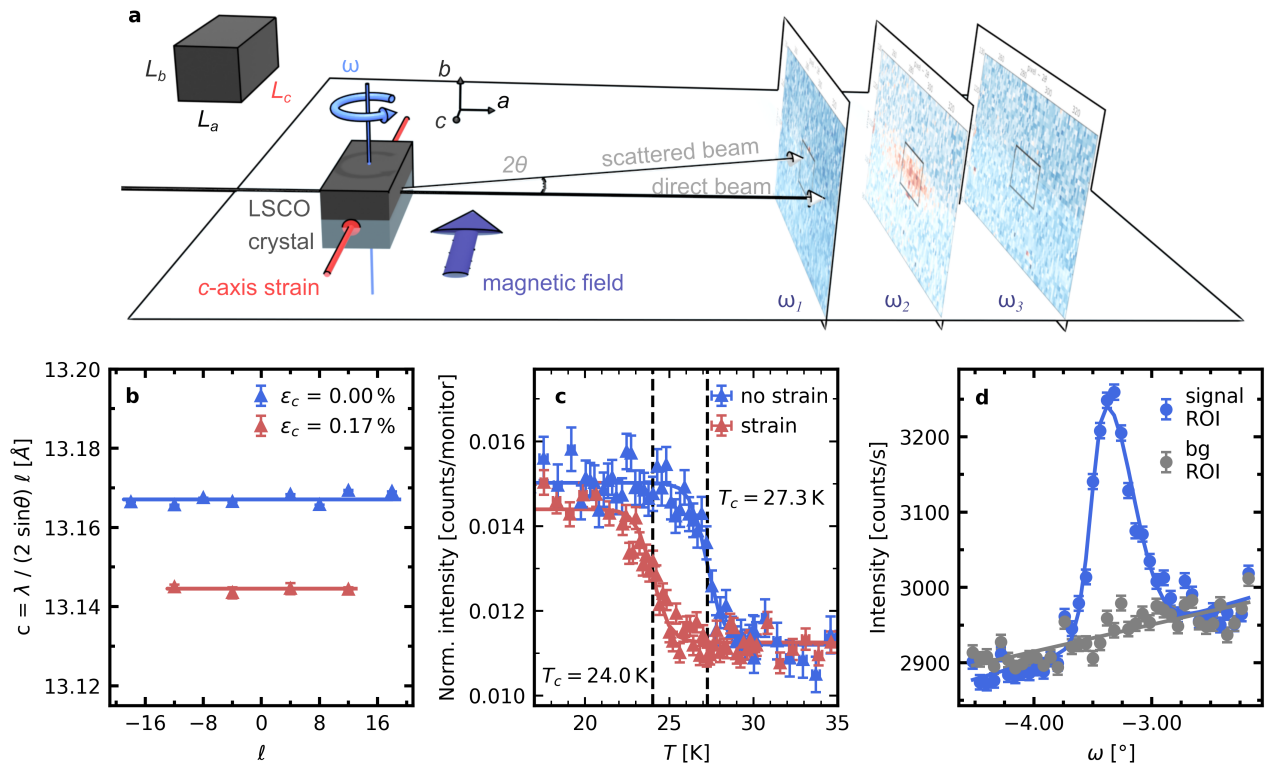 a
L_b
L_a
L_c
ω
b
a
c
2θ
scattered beam
direct beam
LSCO
crystal
c-axis strain
magnetic field
ω_1
ω_2
ω_3
b
ε_c = 0.00 %
ε_c = 0.17 %
13.20
13.18
13.16
13.14
13.12
c = λ / (2 sinθ) ℓ [Å]
−16
−8
0
8
16
ℓ
c
no strain
strain
T_c = 27.3 K
T_c = 24.0 K
0.016
0.014
0.012
0.010
Norm. intensity [counts/monitor]
20
25
30
35
T [K]
d
signal
ROI
bg
ROI
3200
3100
3000
2900
Intensity [counts/s]
−4.00
−3.00
ω [°]